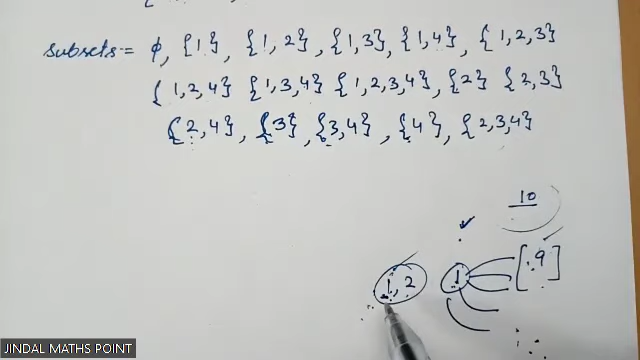 Subsets = ϕ, {1}, {1, 2}, {1, 3}, {1, 4}, {1, 2, 3}
{1, 2, 4} {1, 3, 4} {1, 2, 3, 4} {2} {2, 3}
{2, 4}, {3}, {3, 4}, {4}, {2, 3, 4}
10
1, 2 1 [9]
JINDAL MATHS POINT